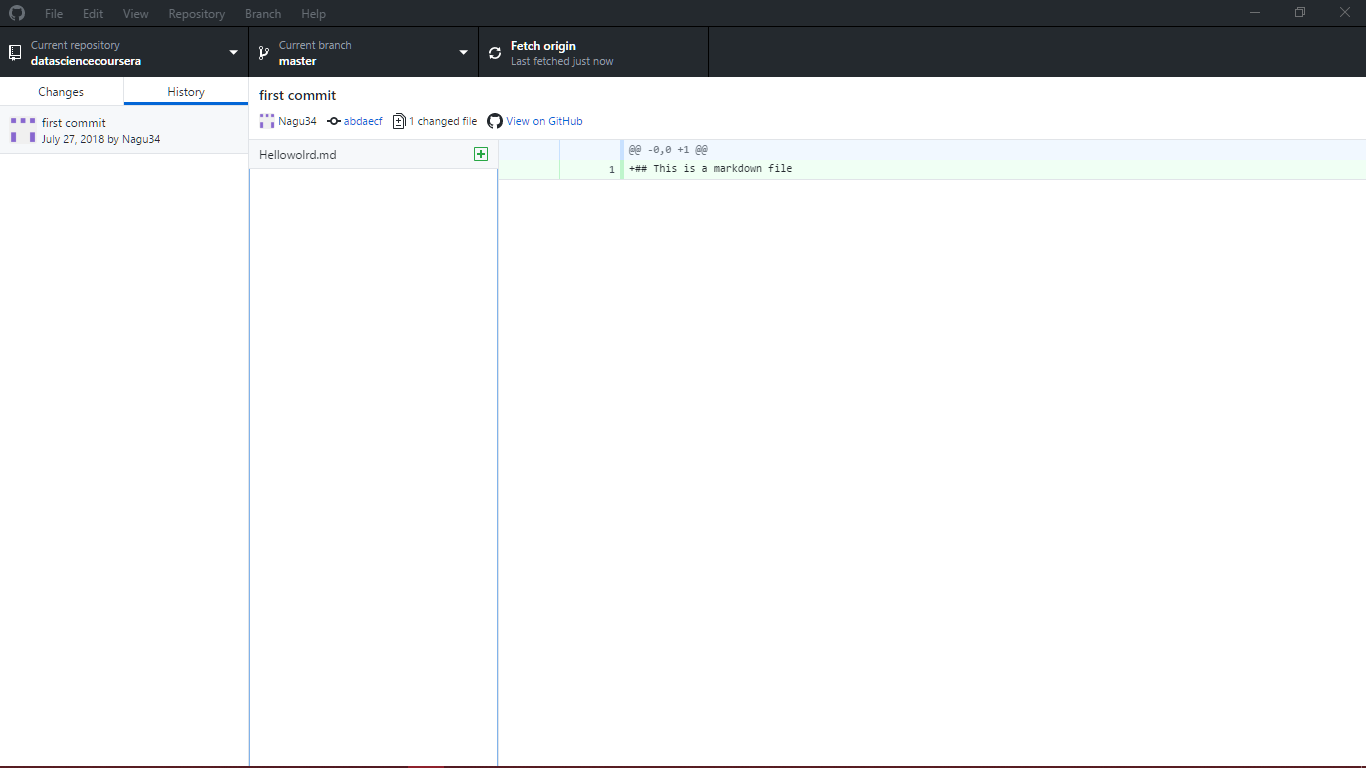 File Edit View Repository Branch Help
Current repository
datasciencecoursera
Current branch
master
Fetch origin
Last fetched just now
Changes History
first commit
July 27, 2018 by Nagu34
first commit
Nagu34 abdaecf 1 changed file View on GitHub
Hellowolrd.md
@@ -0,0 +1 @@
1 +## This is a markdown file